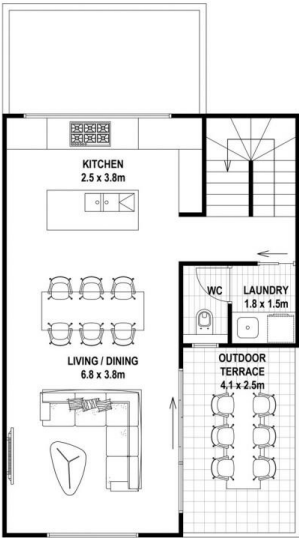 KITCHEN
2.5 x 3.8m
WC
LAUNDRY
1.8 x 1.5m
LIVING / DINING
6.8 x 3.8m
OUTDOOR
TERRACE
4.1 x 2.5m